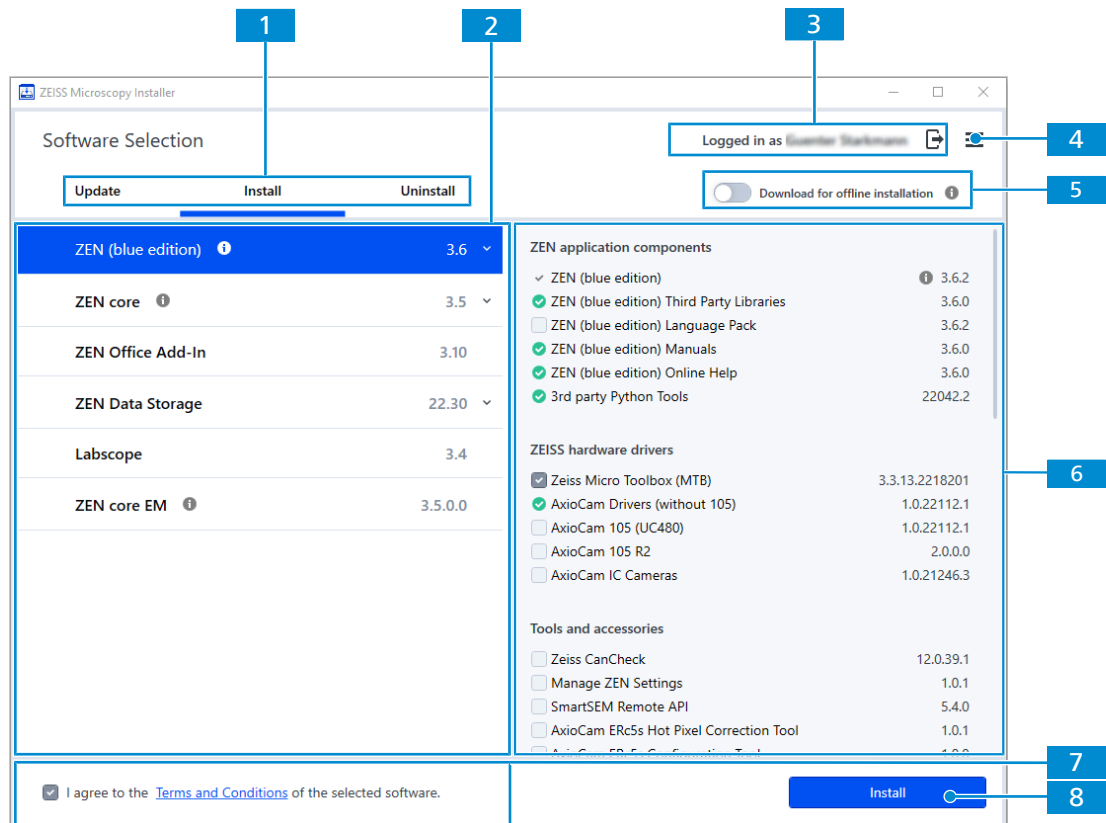 1
2
3
ZEISS Microscopy Installer
Software Selection
Logged in as
4
Update Install Uninstall
Download for offline installation
5
ZEN (blue edition) 3.6
ZEN core 3.5
ZEN Office Add-In 3.10
ZEN Data Storage 22.30
Labscope 3.4
ZEN core EM 3.5.0.0
ZEN application components
ZEN (blue edition) 3.6.2
ZEN (blue edition) Third Party Libraries 3.6.0
ZEN (blue edition) Language Pack 3.6.2
ZEN (blue edition) Manuals 3.6.0
ZEN (blue edition) Online Help 3.6.0
3rd party Python Tools 22042.2
ZEISS hardware drivers
Zeiss Micro Toolbox (MTB) 3.3.13.2218201
AxioCam Drivers (without 105) 1.0.22112.1
AxioCam 105 (UC480) 1.0.22112.1
AxioCam 105 R2 2.0.0.0
AxioCam IC Cameras 1.0.21246.3
6
Tools and accessories
Zeiss CanCheck 12.0.39.1
Manage ZEN Settings 1.0.1
SmartSEM Remote API 5.4.0
AxioCam ERc5s Hot Pixel Correction Tool 1.0.1
7
I agree to the Terms and Conditions of the selected software.
Install
8